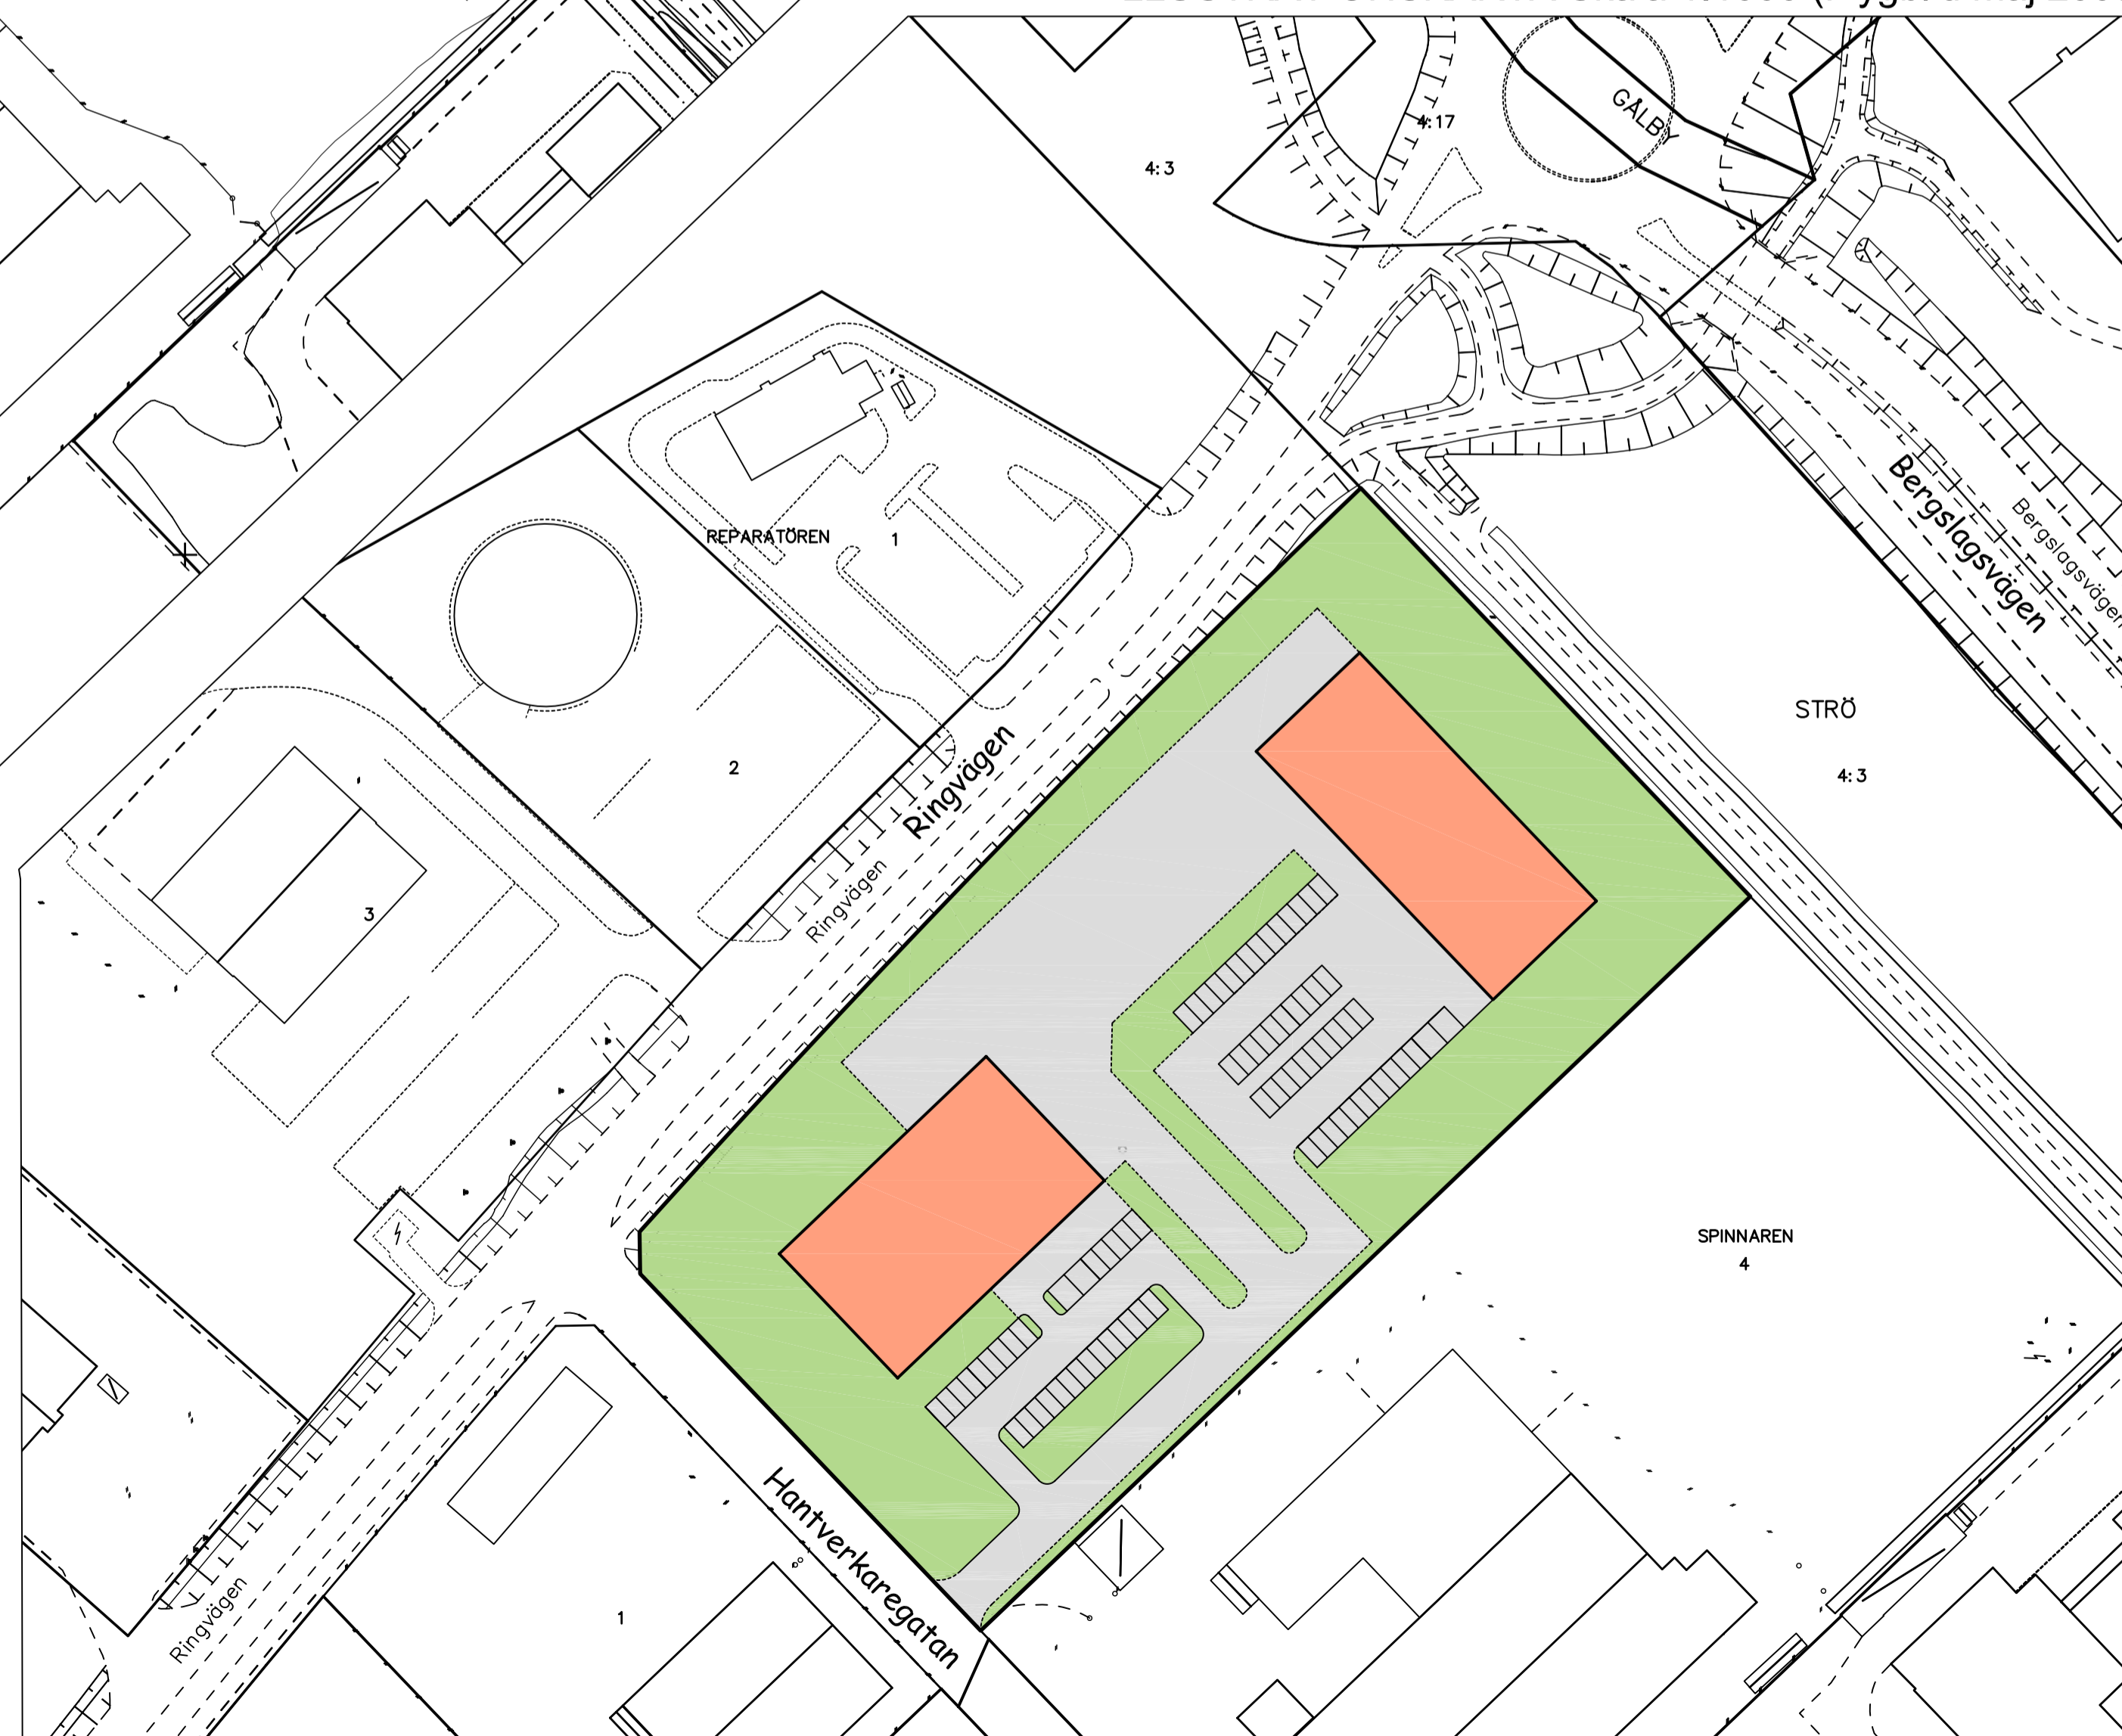 4:3
4:17
GÅLBY
REPARATÖREN 1
Bergslagsvägen
Bergslagsvägen
STRÖ
4:3
2
Ringvägen
Ringvägen
3
SPINNAREN
4
Hantverkaregatan
Ringvägen
1